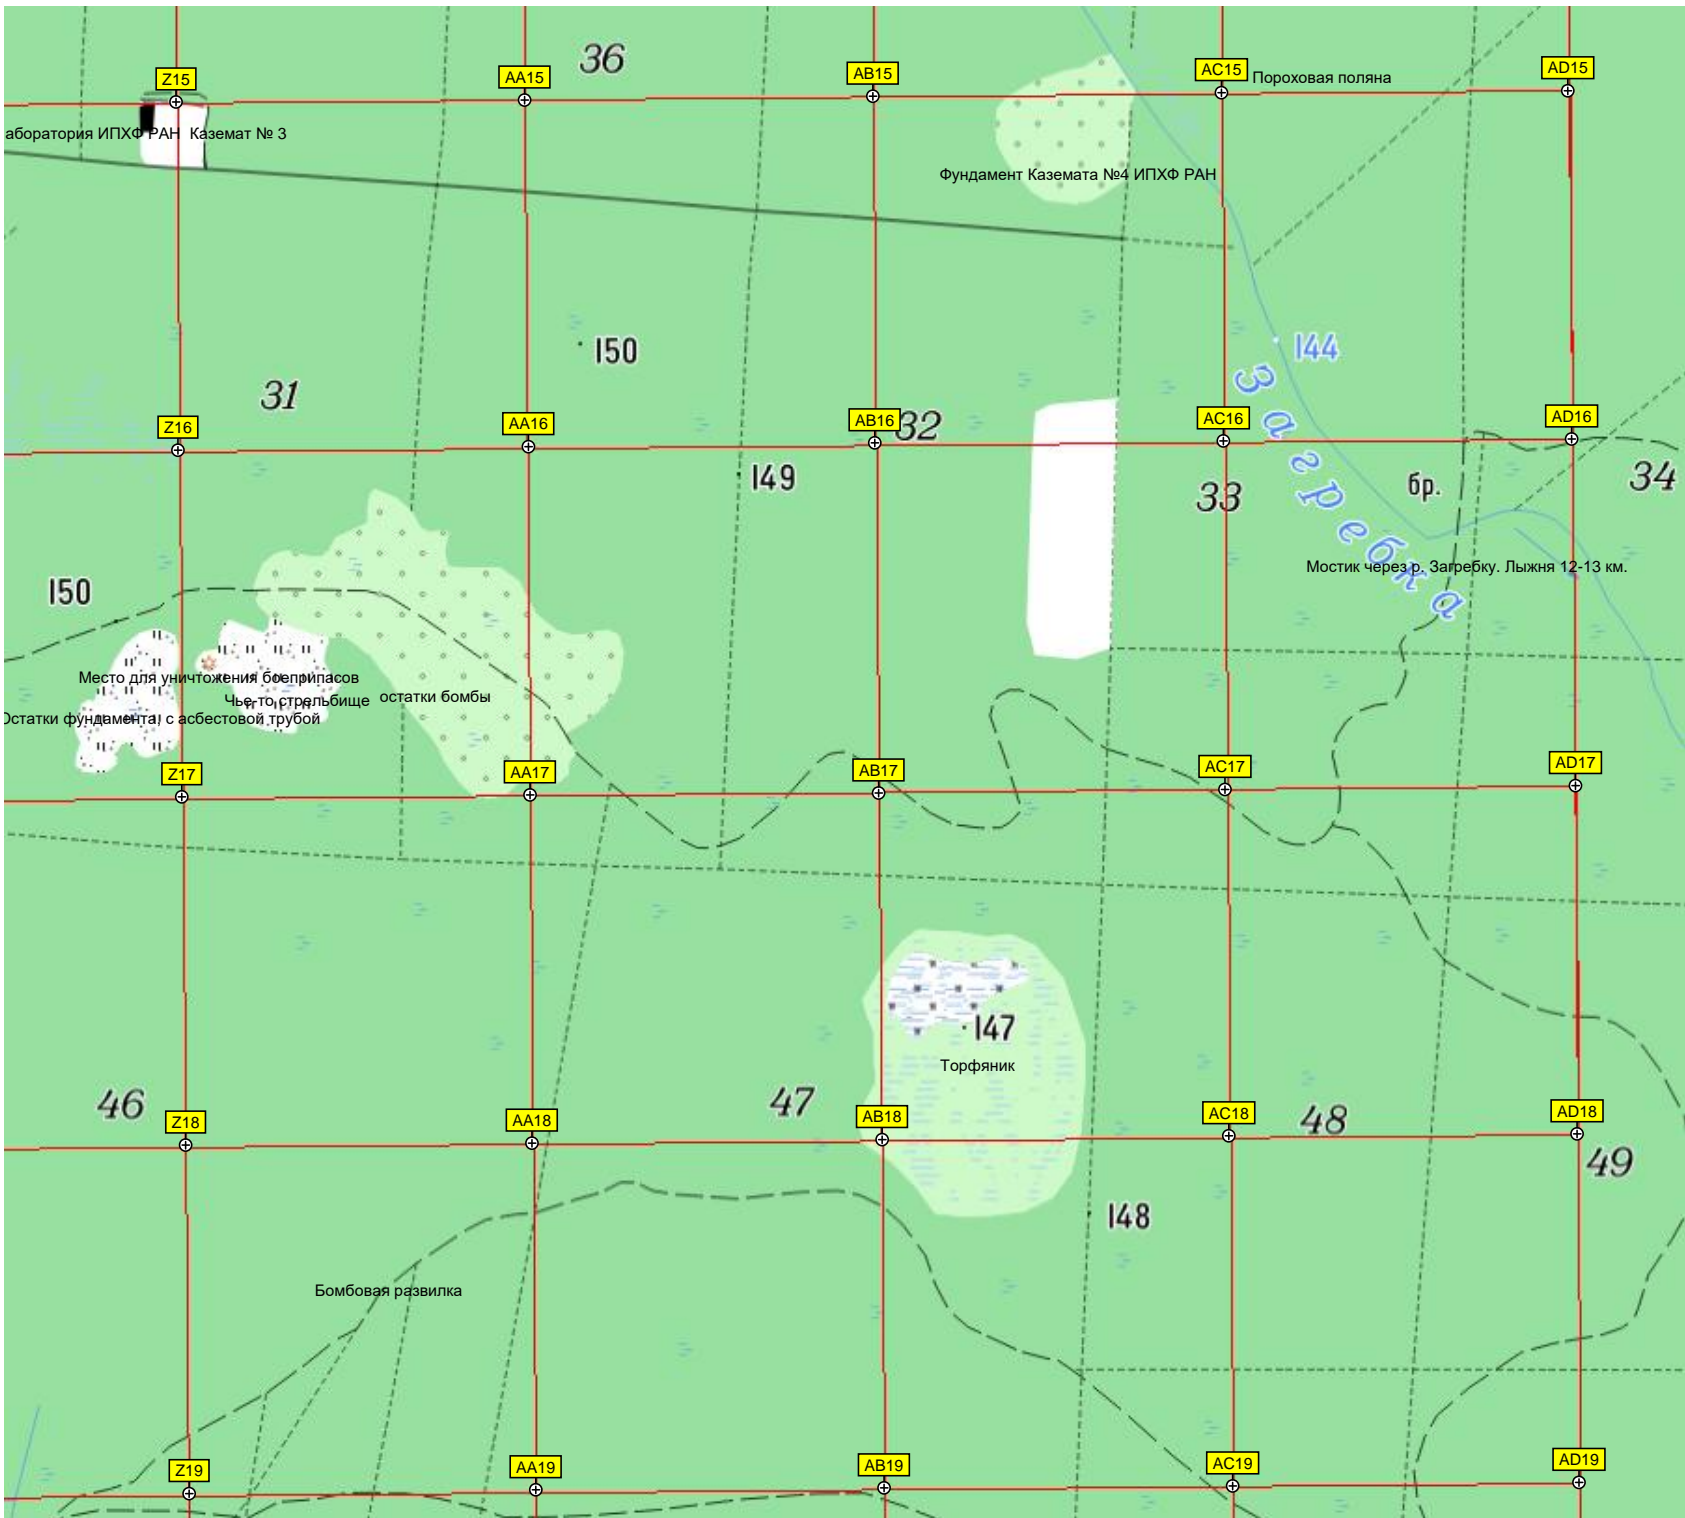 36
Z15
AA15
AB15
AC15
Пороховая поляна
AD15
аборатория ИПХФ РАН Каземат № 3
Фундамент Каземата №4 ИПХФ РАН
150
144
Загребка
31
Z16
AA16
AB16
32
AC16
AD16
149
33
бр.
34
Мостик через р. Загребку. Лыжня 12-13 км.
150
Место для уничтожения боеприпасов
Чье-то стрельбище
остатки бомбы
Остатки фундамента, с асбестовой трубой
Z17
AA17
AB17
AC17
AD17
147
Торфяник
46
47
Z18
AA18
AB18
AC18
48
AD18
49
148
Бомбовая развилка
Z19
AA19
AB19
AC19
AD19